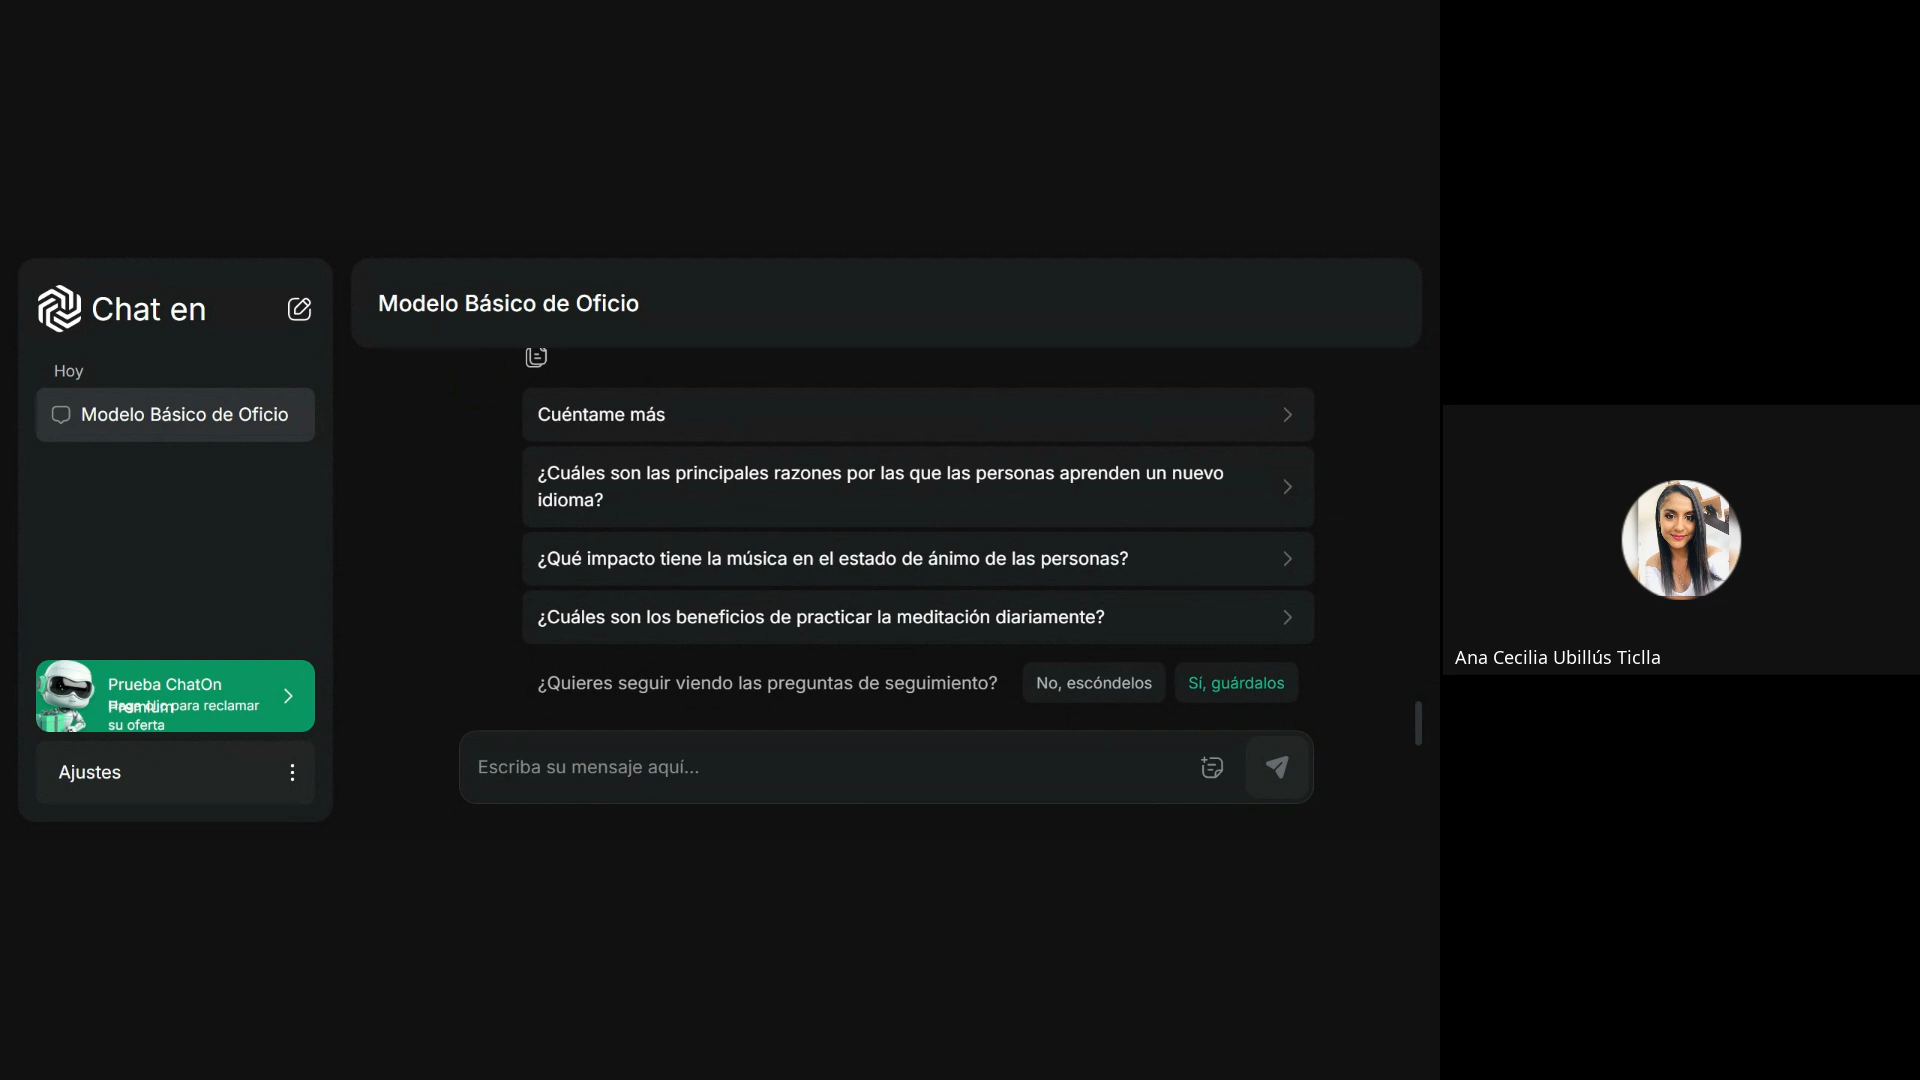 Chat en
Hoy
Modelo Básico de Oficio
Prueba ChatOn
Premium
Haga clic para reclamar
su oferta
Ajustes
Modelo Básico de Oficio
Cuéntame más
¿Cuáles son las principales razones por las que las personas aprenden un nuevo
idioma?
¿Qué impacto tiene la música en el estado de ánimo de las personas?
¿Cuáles son los beneficios de practicar la meditación diariamente?
¿Quieres seguir viendo las preguntas de seguimiento?
No, escóndelos
Sí, guárdalos
Escriba su mensaje aquí...
Ana Cecilia Ubillús Ticlla